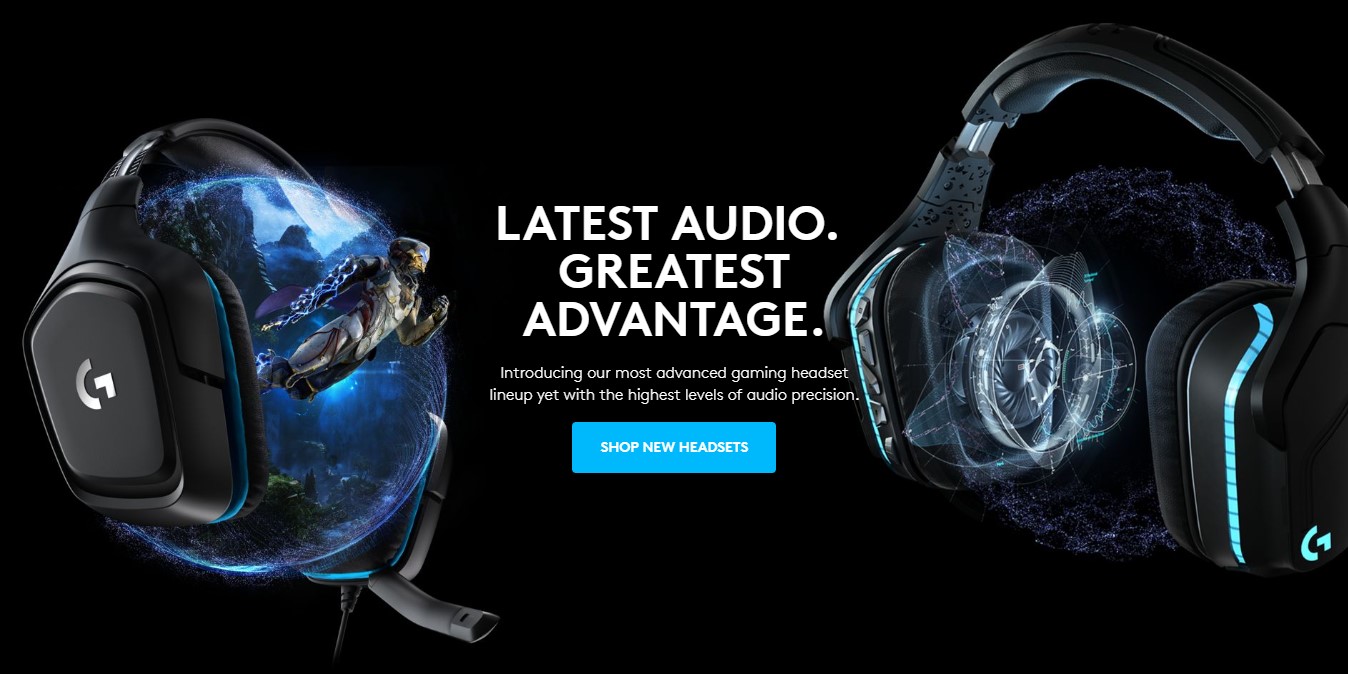 LATEST AUDIO.
GREATEST
ADVANTAGE.
Introducing our most advanced gaming headset
lineup yet with the highest levels of audio precision.
SHOP NEW HEADSETS